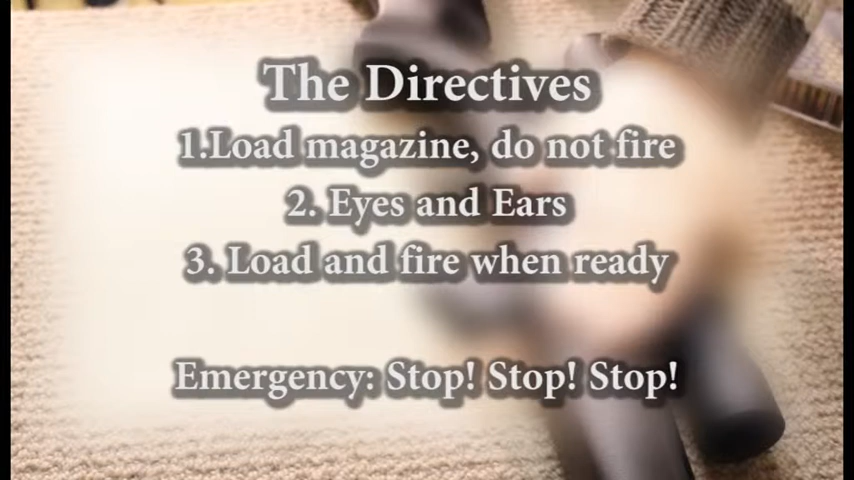 The Directives
1.Load magazine, do not fire
2. Eyes and Ears
3. Load and fire when ready
Emergency: Stop! Stop! Stop!